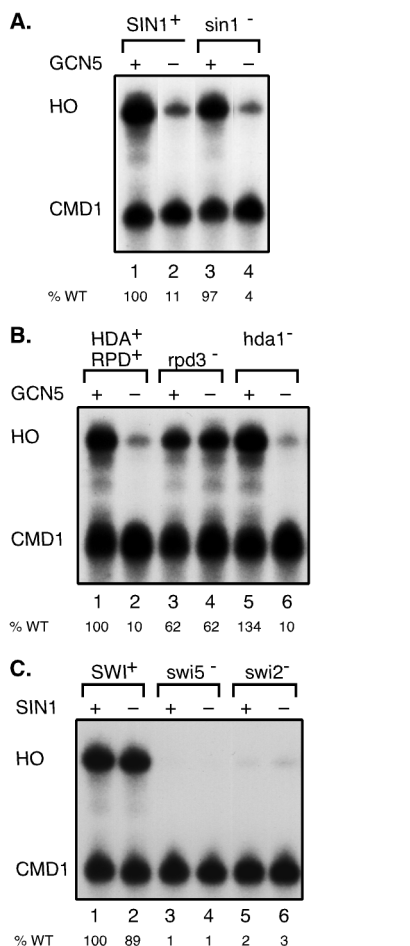 A.
SIN1+ sin1 -
GCN5 + − + −
HO
CMD1
1 2 3 4
% WT 100 11 97 4
B.
HDA+ hda1-
RPD+ rpd3 -
GCN5 + − + − + −
HO
CMD1
1 2 3 4 5 6
% WT 100 10 62 62 134 10
C.
SWI+ swi5 - swi2-
SIN1 + − + − + −
HO
CMD1
1 2 3 4 5 6
% WT 100 89 1 1 2 3